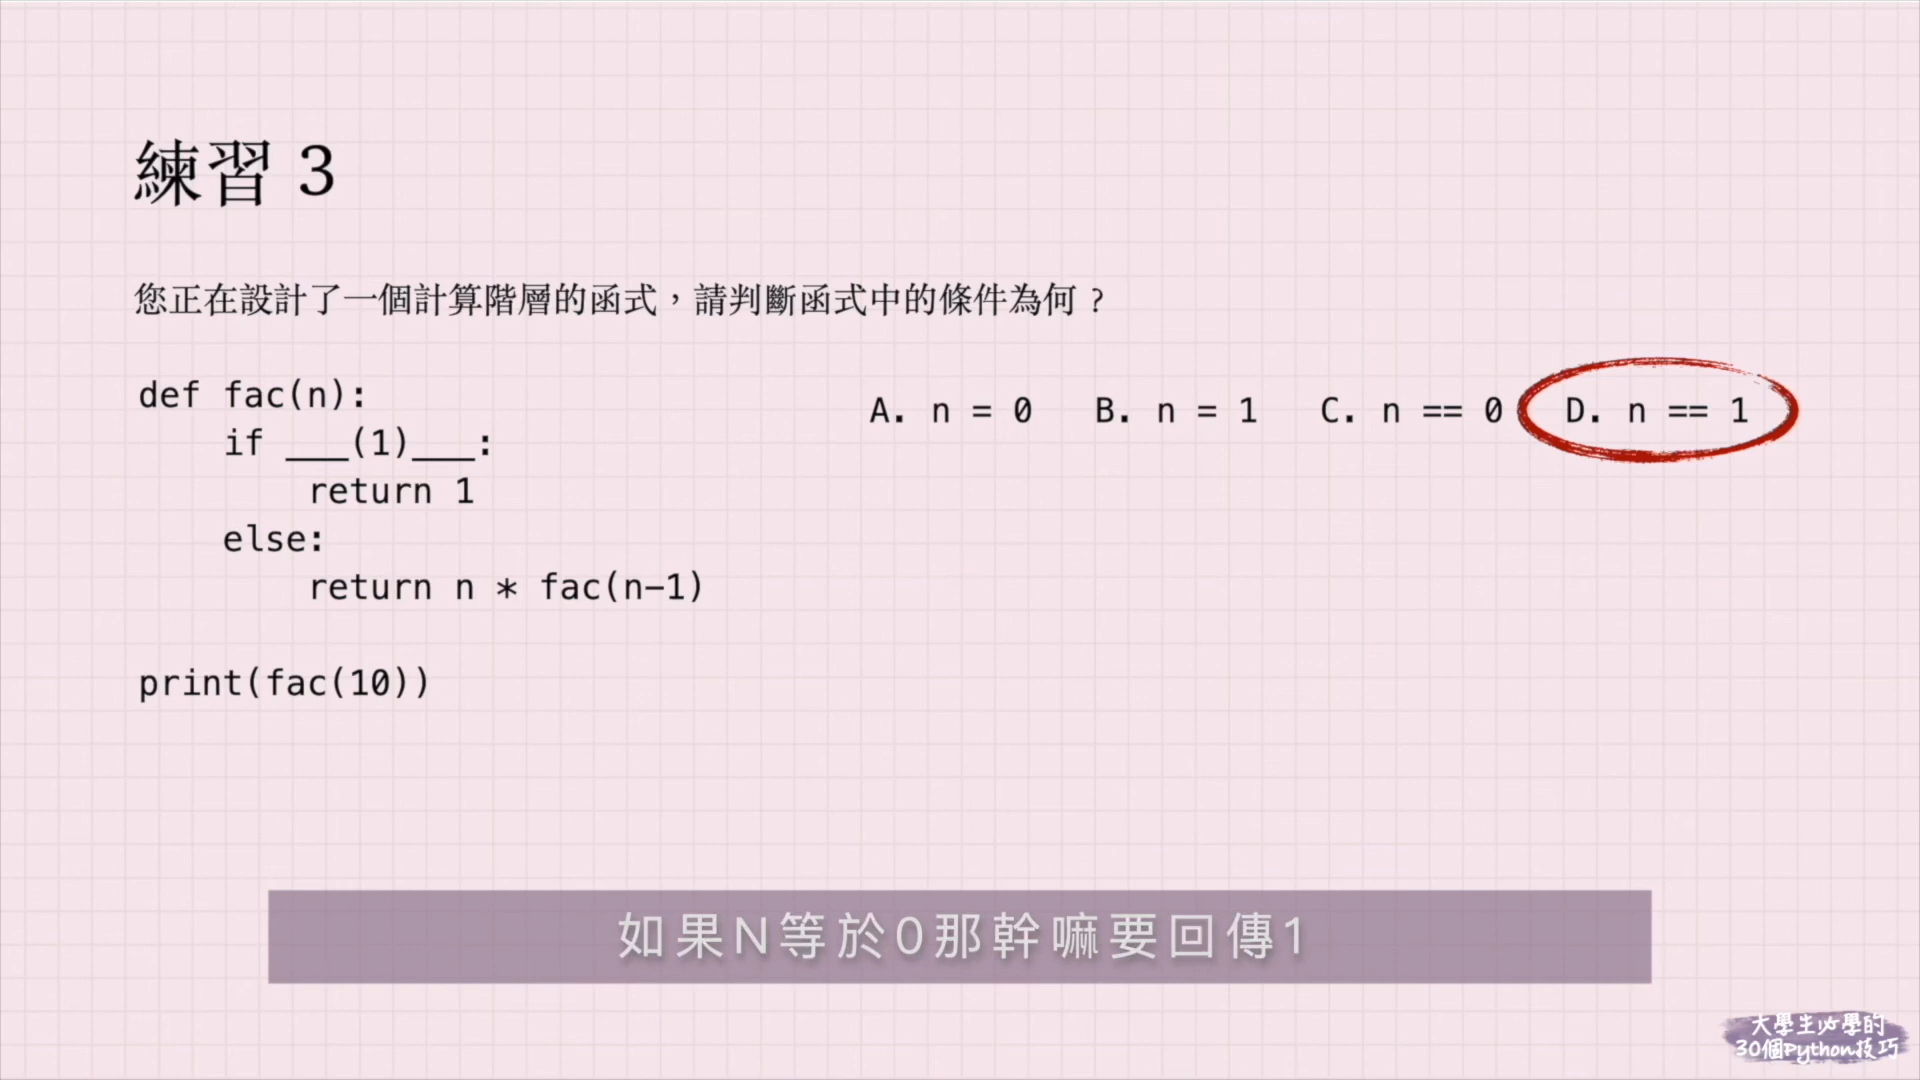 練習 3
您正在設計了一個計算階層的函式，請判斷函式中的條件為何？
def fac(n):
    if ___(1)___:
        return 1
    else:
        return n * fac(n-1)
print(fac(10))
A. n = 0   B. n = 1   C. n == 0   D. n == 1
如果N等於0那幹嘛要回傳1
大學生必學的
30個Python技巧